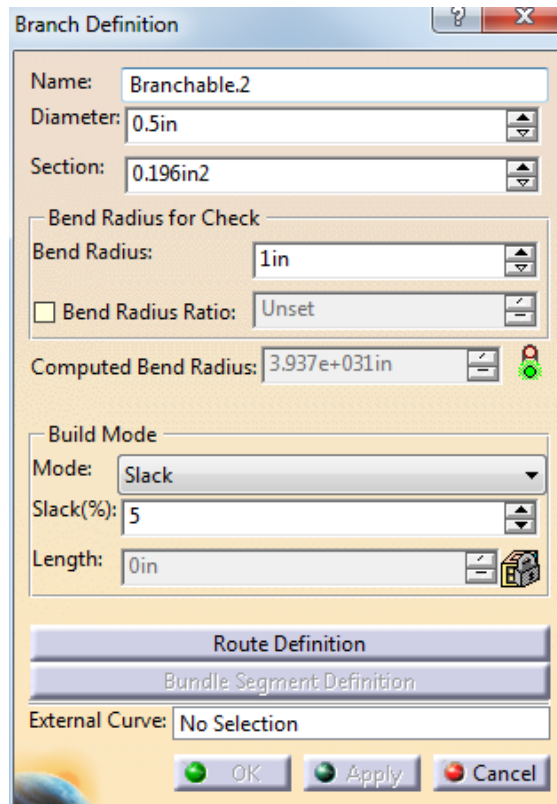 Branch Definition
?
X
Name: Branchable.2
Diameter: 0.5in
Section: 0.196in2
Bend Radius for Check
Bend Radius: 1in
Bend Radius Ratio: Unset
Computed Bend Radius: 3.937e+031in
Build Mode
Mode: Slack
Slack(%): 5
Length: 0in
Route Definition
Bundle Segment Definition
External Curve: No Selection
OK Apply Cancel